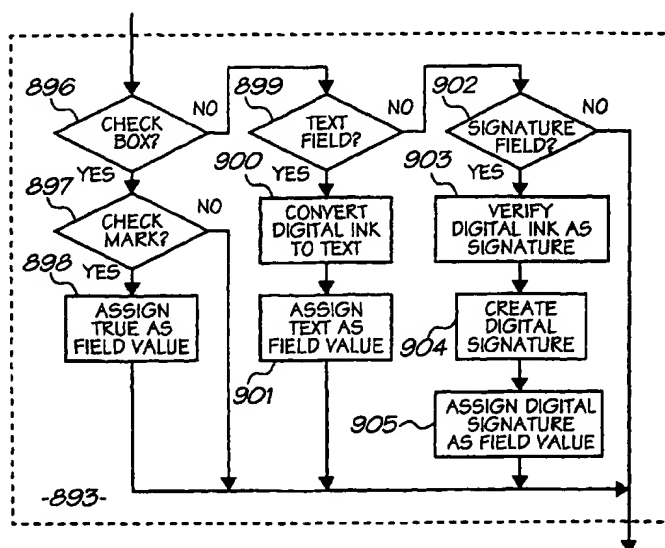 896
CHECK
BOX?
NO
YES
897
CHECK
MARK?
NO
YES
898
ASSIGN
TRUE AS
FIELD VALUE
899
TEXT
FIELD?
NO
YES
900
CONVERT
DIGITAL INK
TO TEXT
ASSIGN
TEXT AS
FIELD VALUE
901
902
SIGNATURE
FIELD?
NO
YES
903
VERIFY
DIGITAL INK AS
SIGNATURE
CREATE
DIGITAL
SIGNATURE
904
ASSIGN DIGITAL
SIGNATURE
AS FIELD VALUE
905
-893-